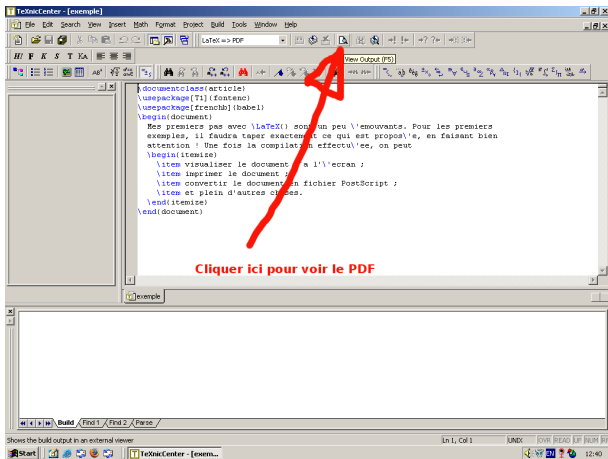 TeXnicCenter - [exemple]
File Edit Search View Insert Math Format Project Build Tools Window Help
LaTeX => PDF
View Output (F5)
\documentclass{article}
\usepackage[T1]{fontenc}
\usepackage[frenchb]{babel}
\begin{document}
Mes premiers pas avec \LaTeX{} sont un peu \'emouvants. Pour les premiers
exemples, il faudra taper exactement ce qui est propos\'e, en faisant bien
attention ! Une fois la compilation effectu\'ee, on peut
\begin{itemize}
\item visualiser le document \`a l'\'ecran ;
\item imprimer le document ;
\item convertir le document en fichier PostScript ;
\item et plein d'autres choses.
\end{itemize}
\end{document}
Cliquer ici pour voir le PDF
exemple
Build Find 1 Find 2 Parse
Shows the build output in an external viewer Ln 1, Col 1 UNIX OVR READ UF NUM
Start TeXnicCenter - [exem... EN 12:40